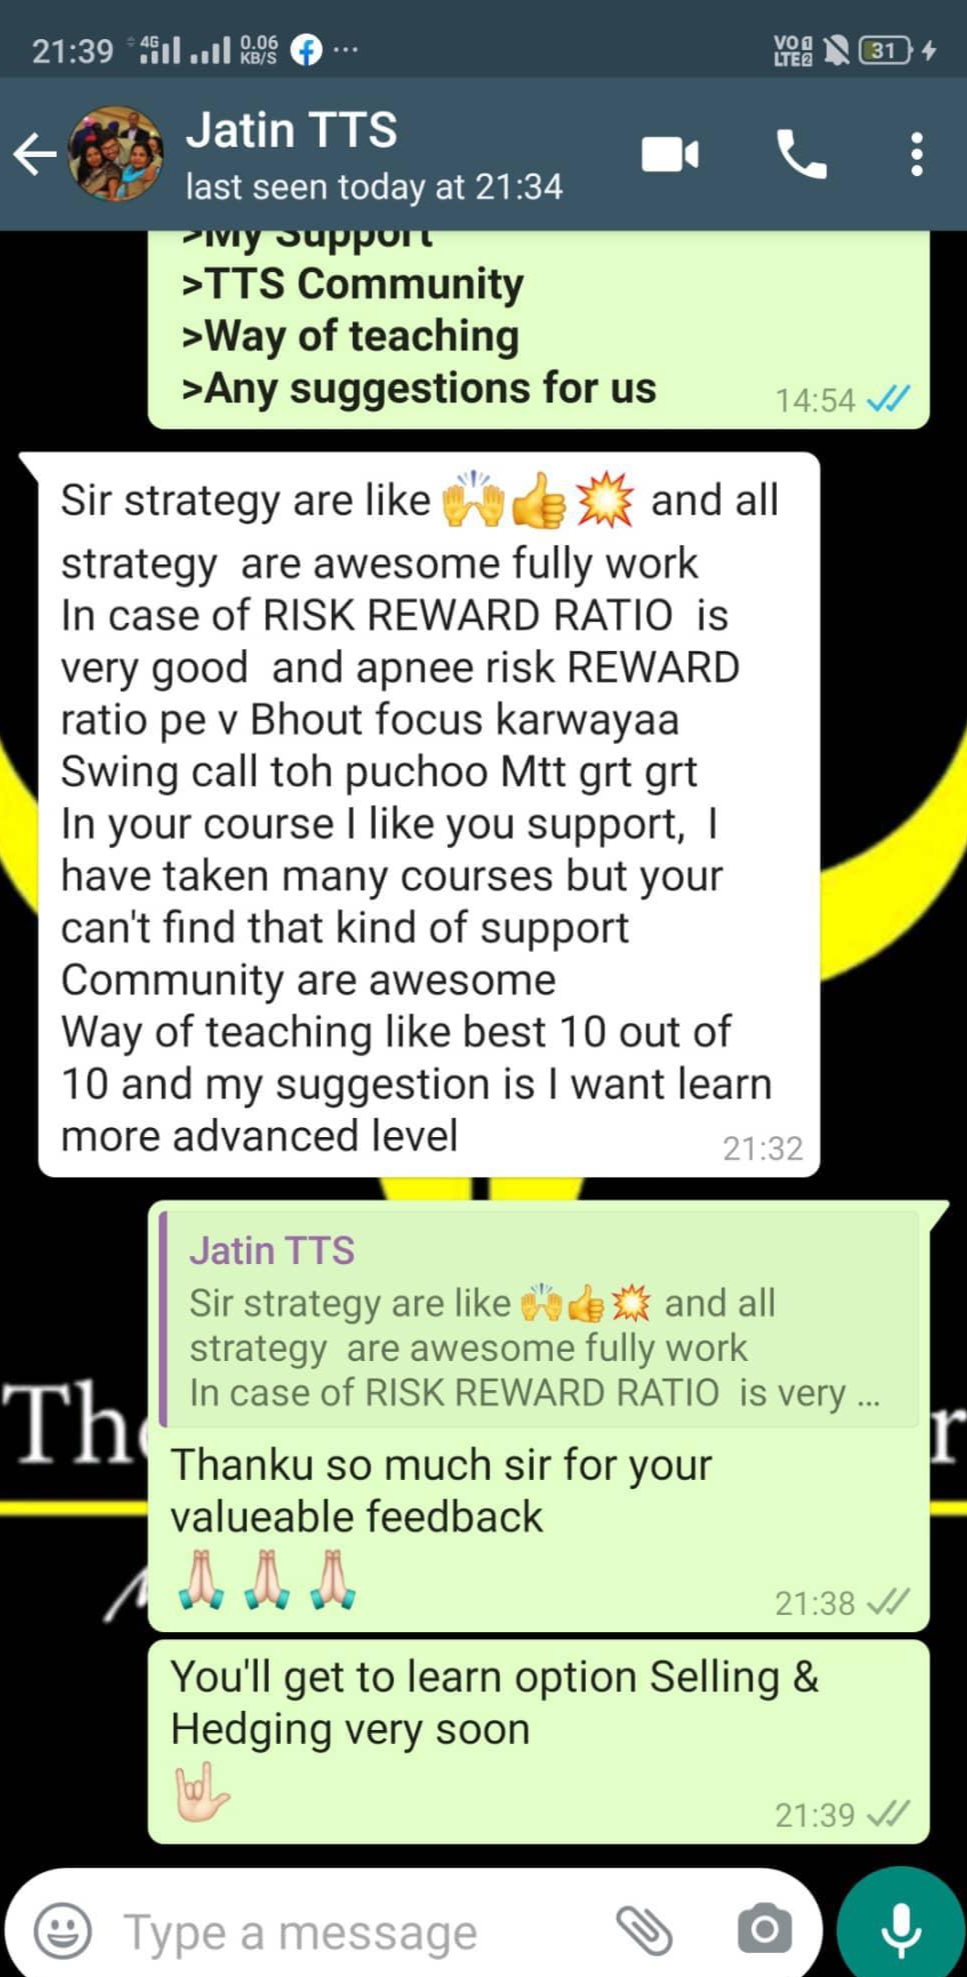 21:39 4G 0.06 KB/S VO LTE 31
Jatin TTS
last seen today at 21:34
>My Support
>TTS Community
>Way of teaching
>Any suggestions for us
14:54
Sir strategy are like 🙌👍💥 and all
strategy  are awesome fully work
In case of RISK REWARD RATIO  is
very good  and apnee risk REWARD
ratio pe v Bhout focus karwayaa
Swing call toh puchoo Mtt grt grt
In your course I like you support,  I
have taken many courses but your
can't find that kind of support
Community are awesome
Way of teaching like best 10 out of
10 and my suggestion is I want learn
more advanced level
21:32
Jatin TTS
Sir strategy are like 🙌👍💥 and all
strategy  are awesome fully work
In case of RISK REWARD RATIO  is very ...
Thanku so much sir for your
valueable feedback
🙏🏻🙏🏻🙏🏻
21:38
You'll get to learn option Selling &
Hedging very soon
🤟🏻
21:39
Type a message